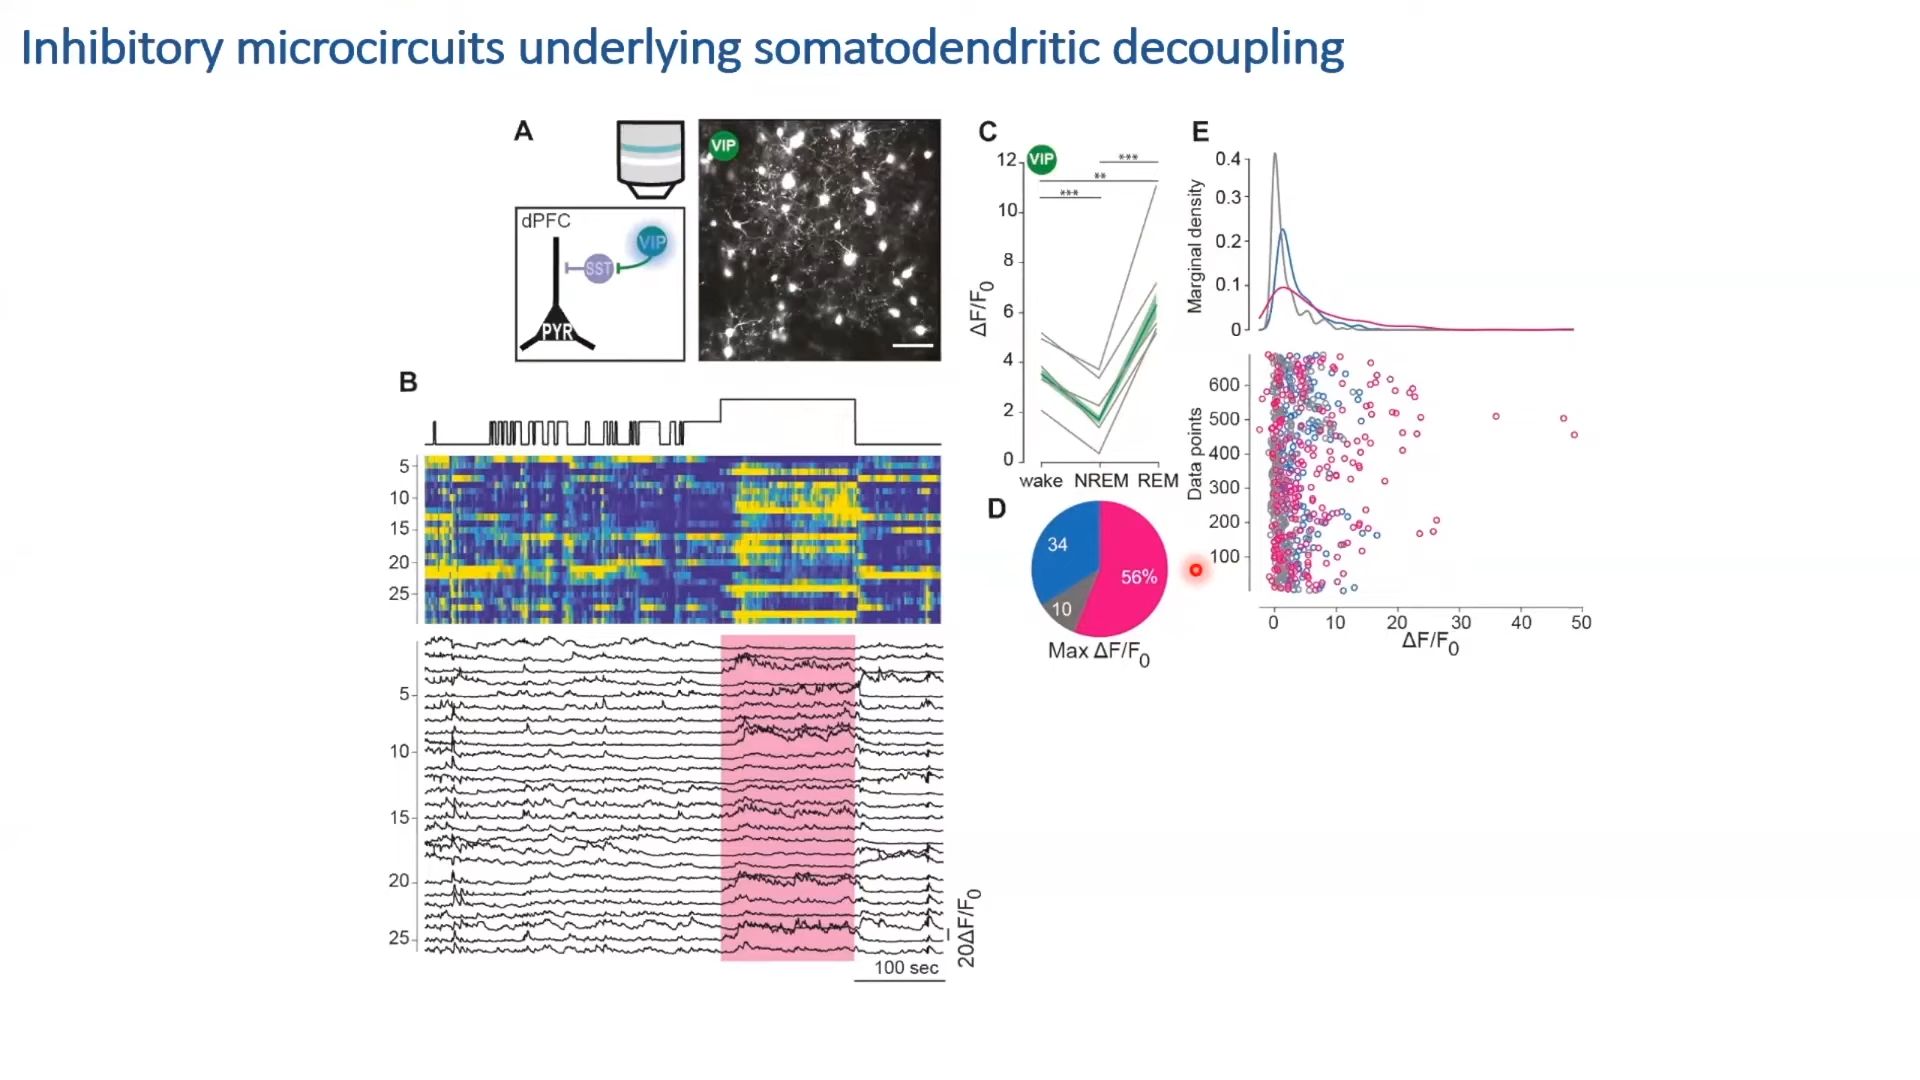 Inhibitory microcircuits underlying somatodendritic decoupling
A
VIP
dPFC
VIP
SST
PYR
B
5
10
15
20
25
5
10
15
20
25
20ΔF/F0
100 sec
C
VIP
***
**
***
12
10
8
6
4
2
0
ΔF/F0
wake NREM REM
D
34
56%
10
Max ΔF/F0
E
0.4
0.3
0.2
0.1
0
Marginal density
600
500
400
300
200
100
Data points
0 10 20 30 40 50
ΔF/F0